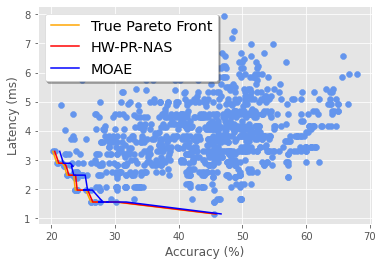 True Pareto Front
HW-PR-NAS
MOAE
Latency (ms)
8
7
6
5
4
3
2
1
20 30 40 50 60 70
Accuracy (%)